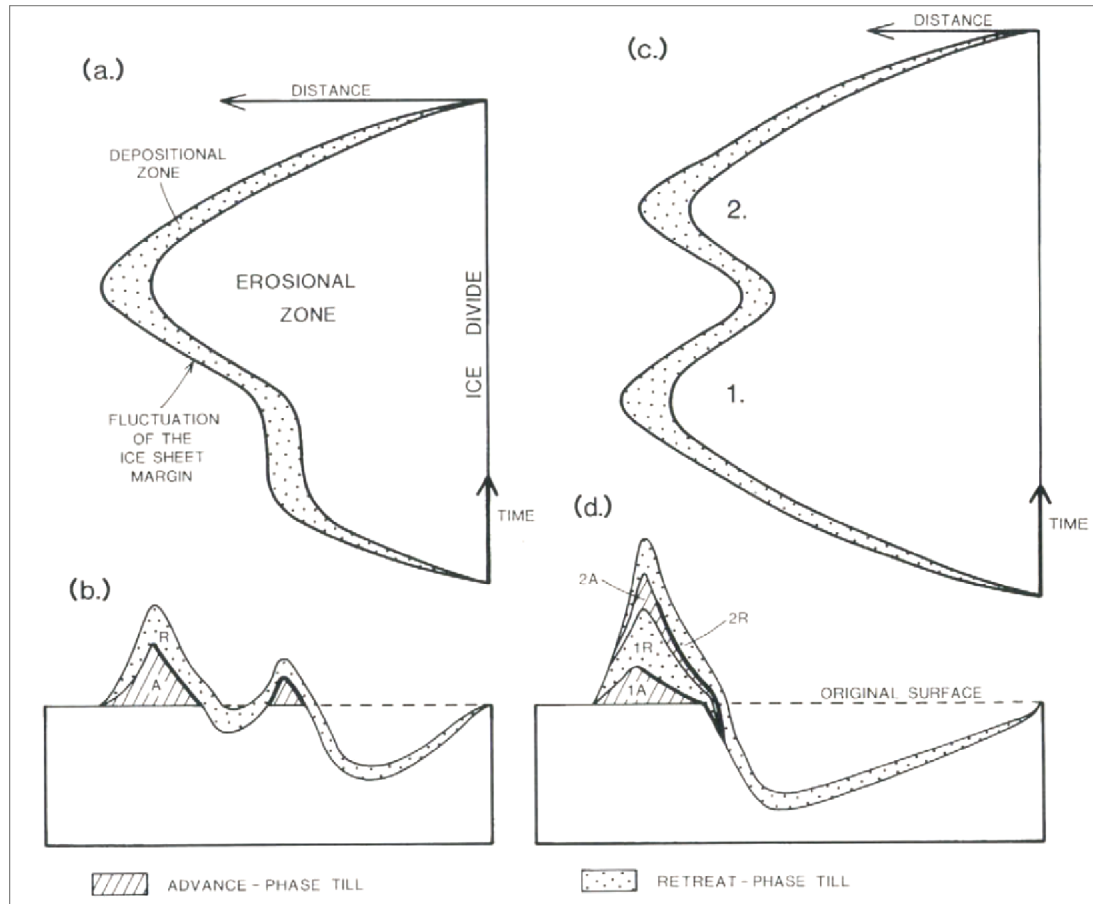 (a.)
DISTANCE
DEPOSITIONAL
ZONE
EROSIONAL
ZONE
ICE DIVIDE
FLUCTUATION
OF THE
ICE SHEET
MARGIN
TIME
(b.)
R
A
(c.)
DISTANCE
2.
1.
TIME
(d.)
2A
2R
1R
1A
ORIGINAL SURFACE
ADVANCE-PHASE TILL
RETREAT-PHASE TILL